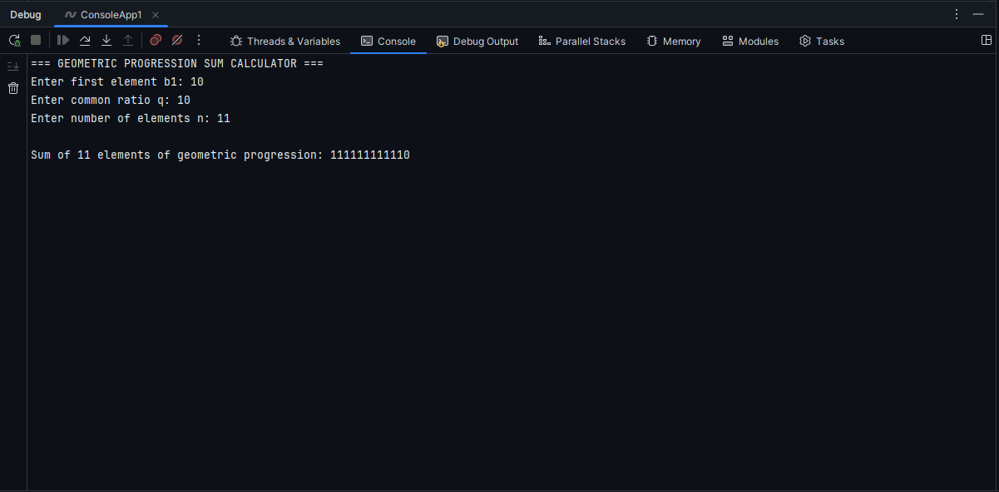 Debug ConsoleApp1
Threads & Variables Console Debug Output Parallel Stacks Memory Modules Tasks
=== GEOMETRIC PROGRESSION SUM CALCULATOR ===
Enter first element b1: 10
Enter common ratio q: 10
Enter number of elements n: 11
Sum of 11 elements of geometric progression: 111111111110